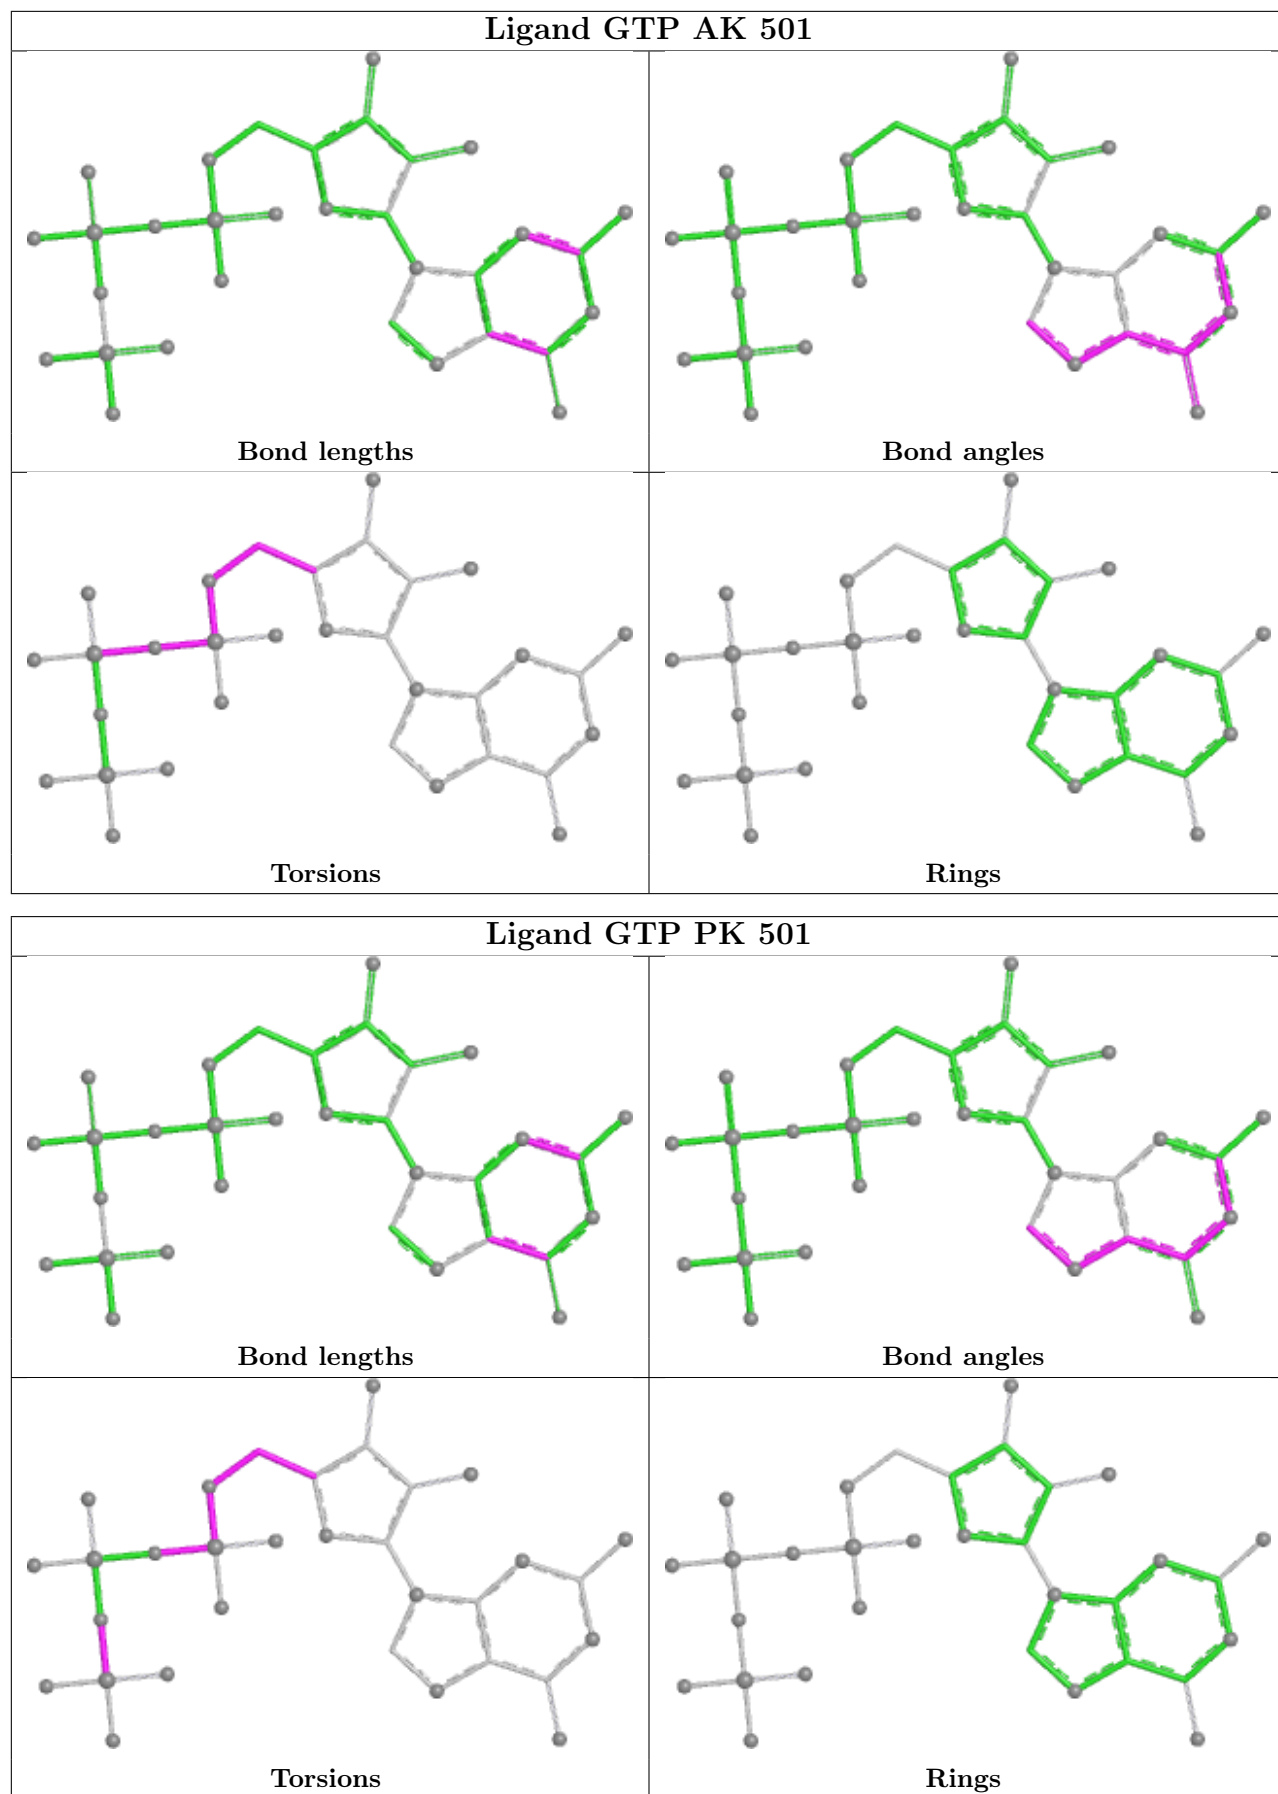 Ligand GTP AK 501
Bond lengths
Bond angles
Torsions
Rings
Ligand GTP PK 501
Bond lengths
Bond angles
Torsions
Rings